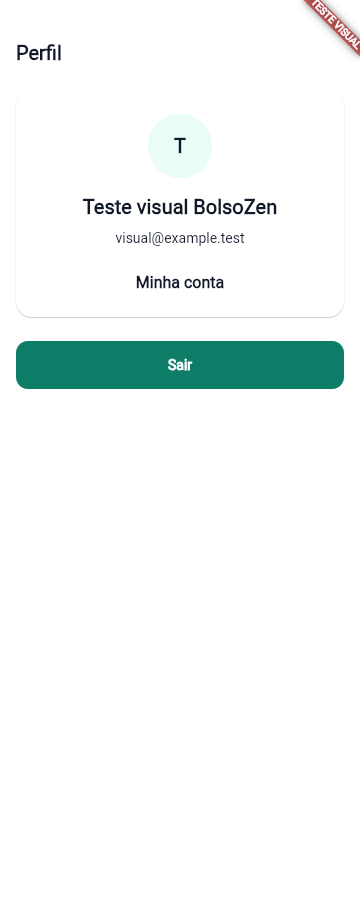 TESTE VISUAL
Perfil
T
Teste visual BolsoZen
visual@example.test
Minha conta
Sair